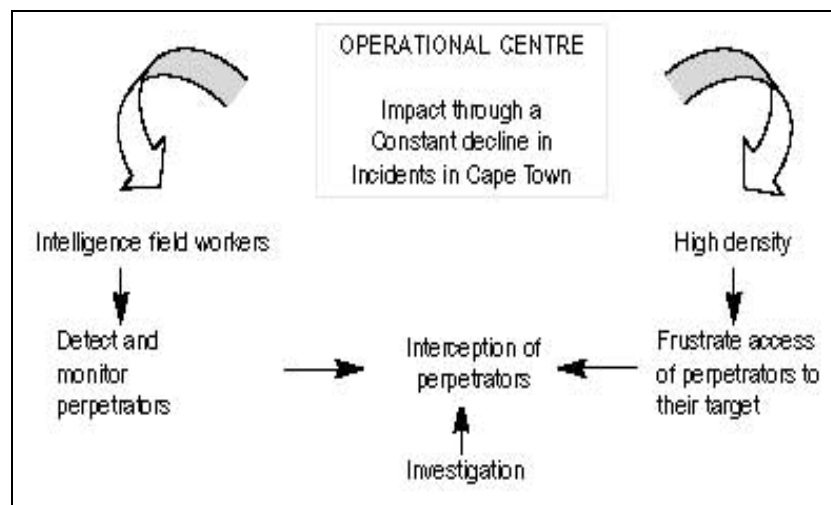 OPERATIONAL CENTRE
Impact through a
Constant decline in
Incidents in Cape Town
Intelligence field workers
High density
Detect and
monitor
perpetrators
Interception of
perpetrators
Frustrate access
of perpetrators to
their target
Investigation